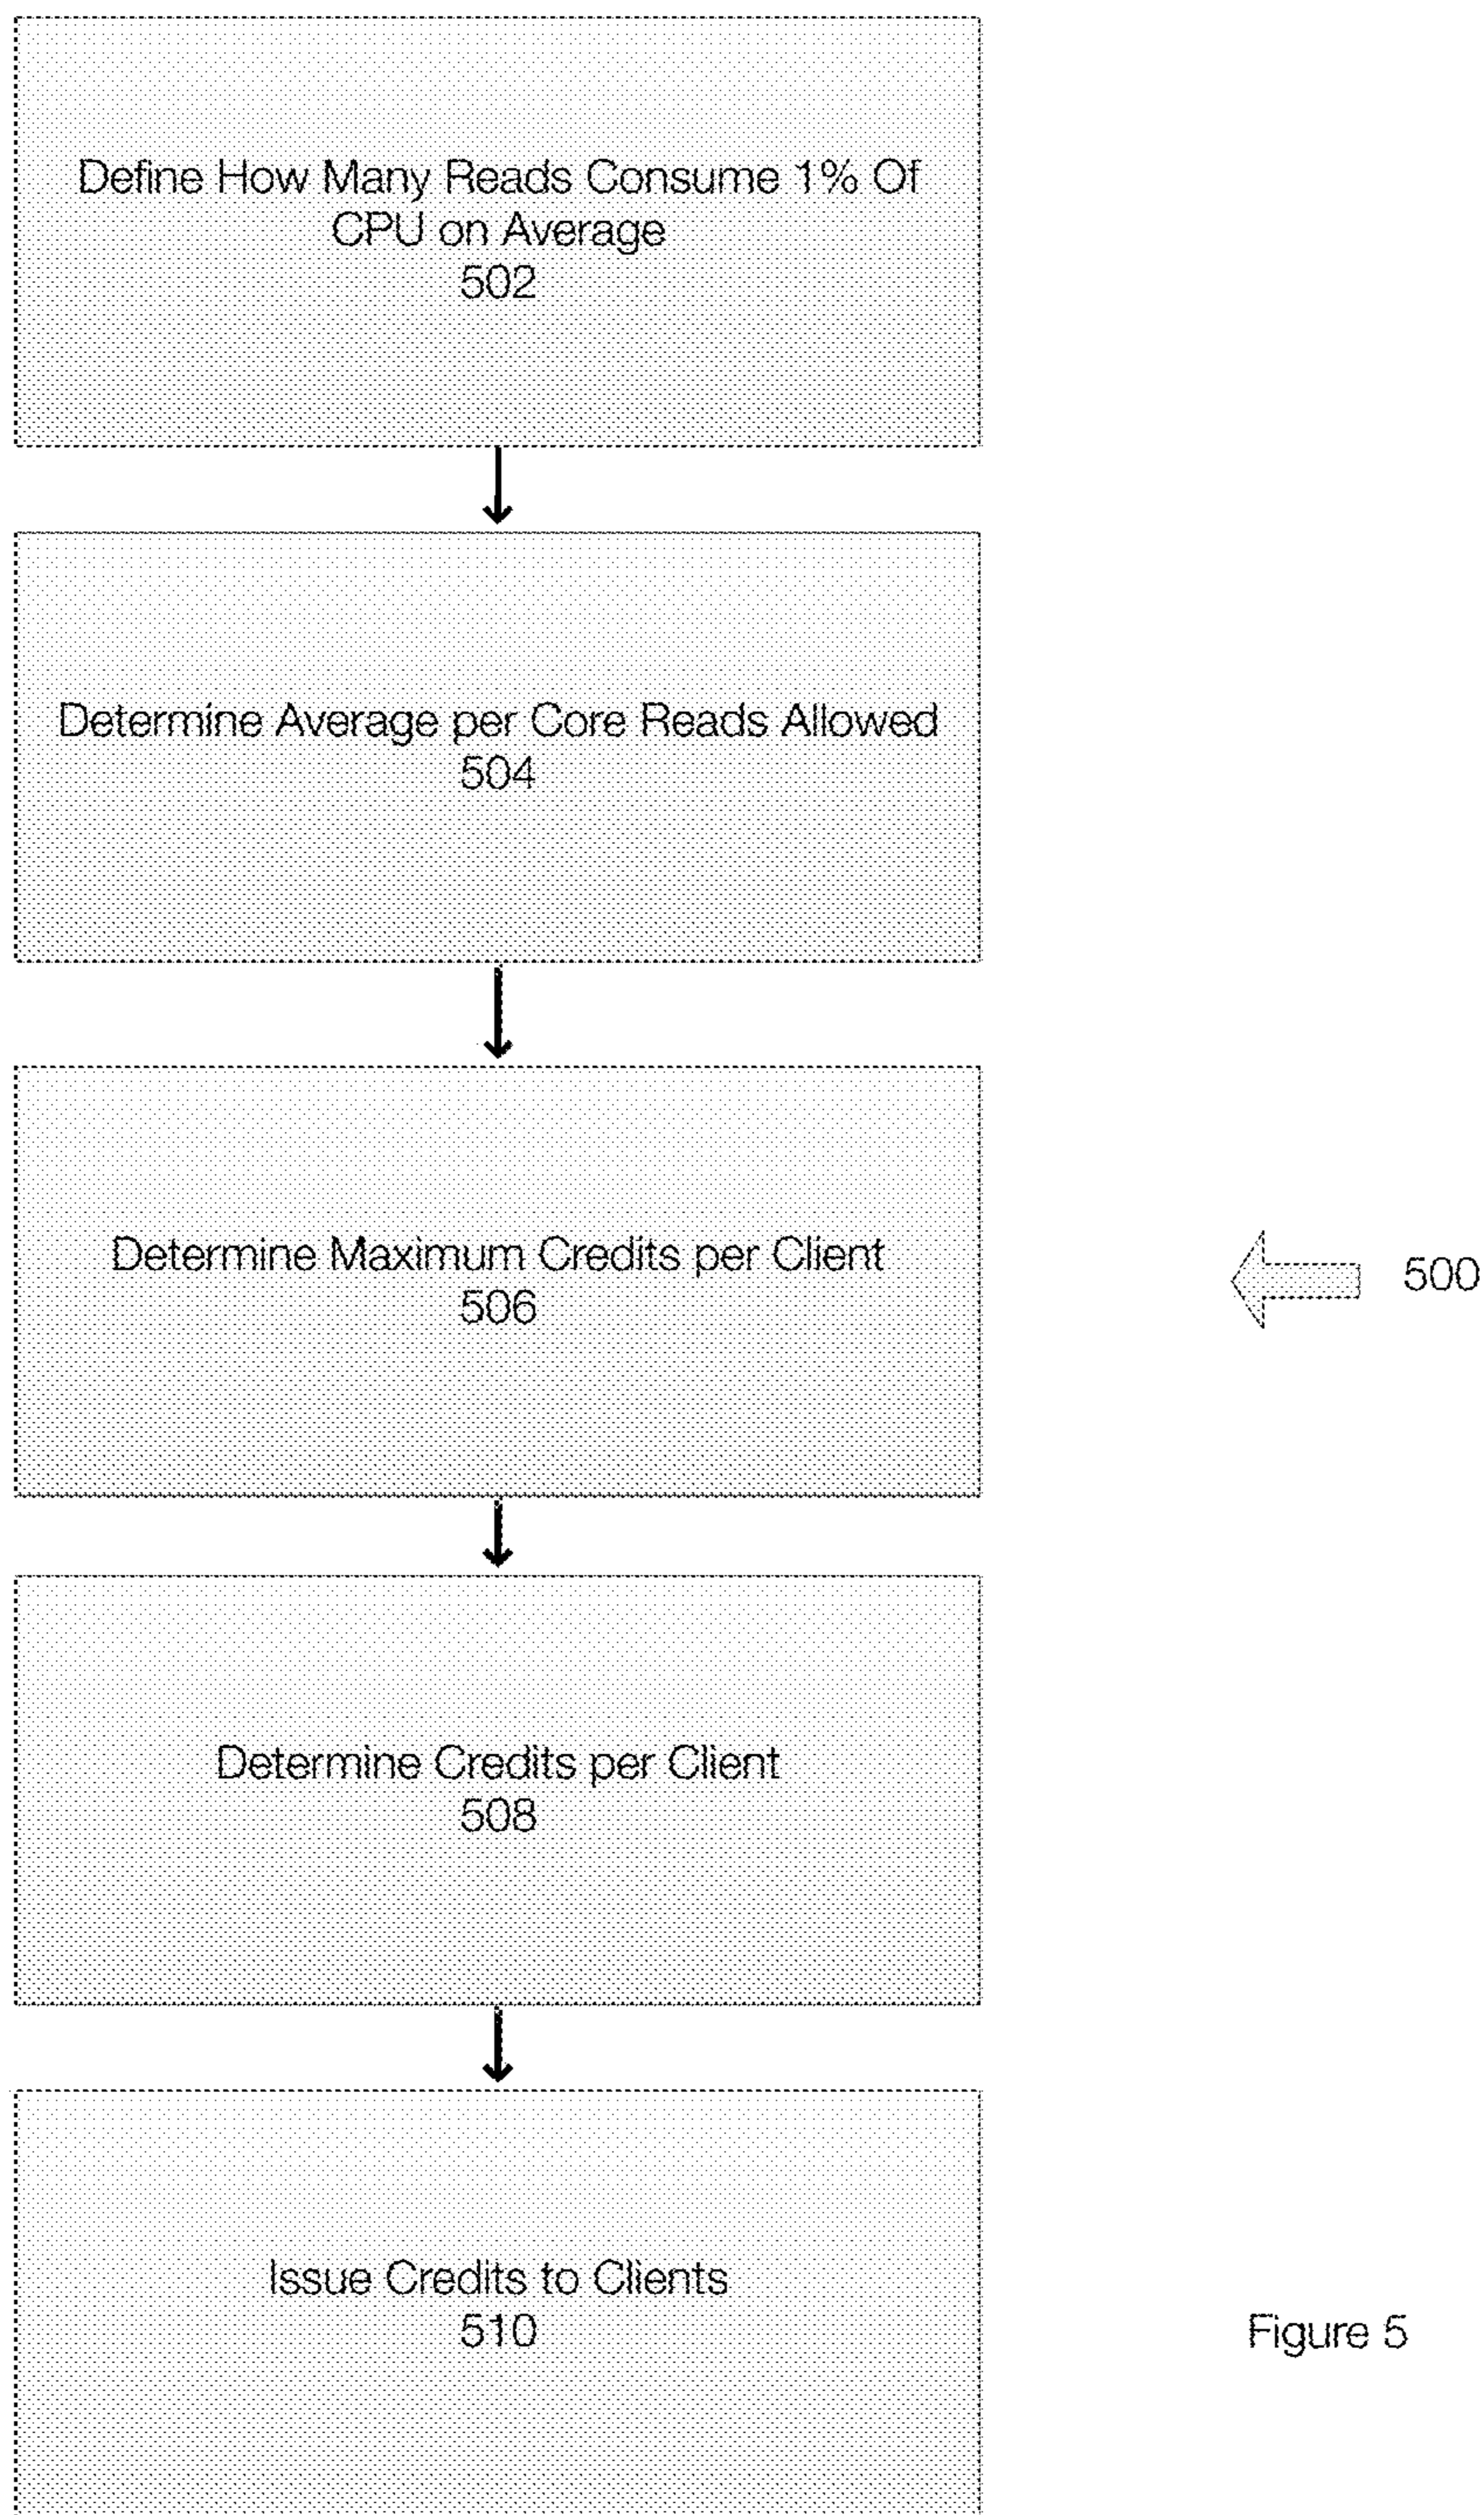 Define How Many Reads Consume 1% Of
CPU on Average
502
Determine Average per Core Reads Allowed
504
Determine Maximum Credits per Client
506
500
Determine Credits per Client
508
Issue Credits to Clients
510
Figure 5